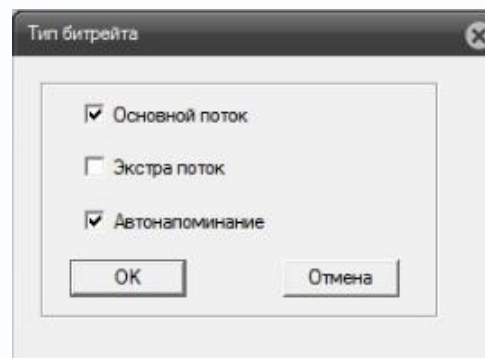 Тип битрейта
Основной поток
Экстра поток
Автонапоминание
OK
Отмена